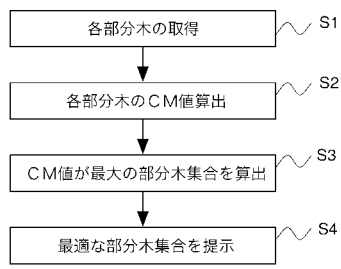 各部分木の取得
S1
各部分木のＣＭ値算出
S2
ＣＭ値が最大の部分木集合を算出
S3
最適な部分木集合を提示
S4